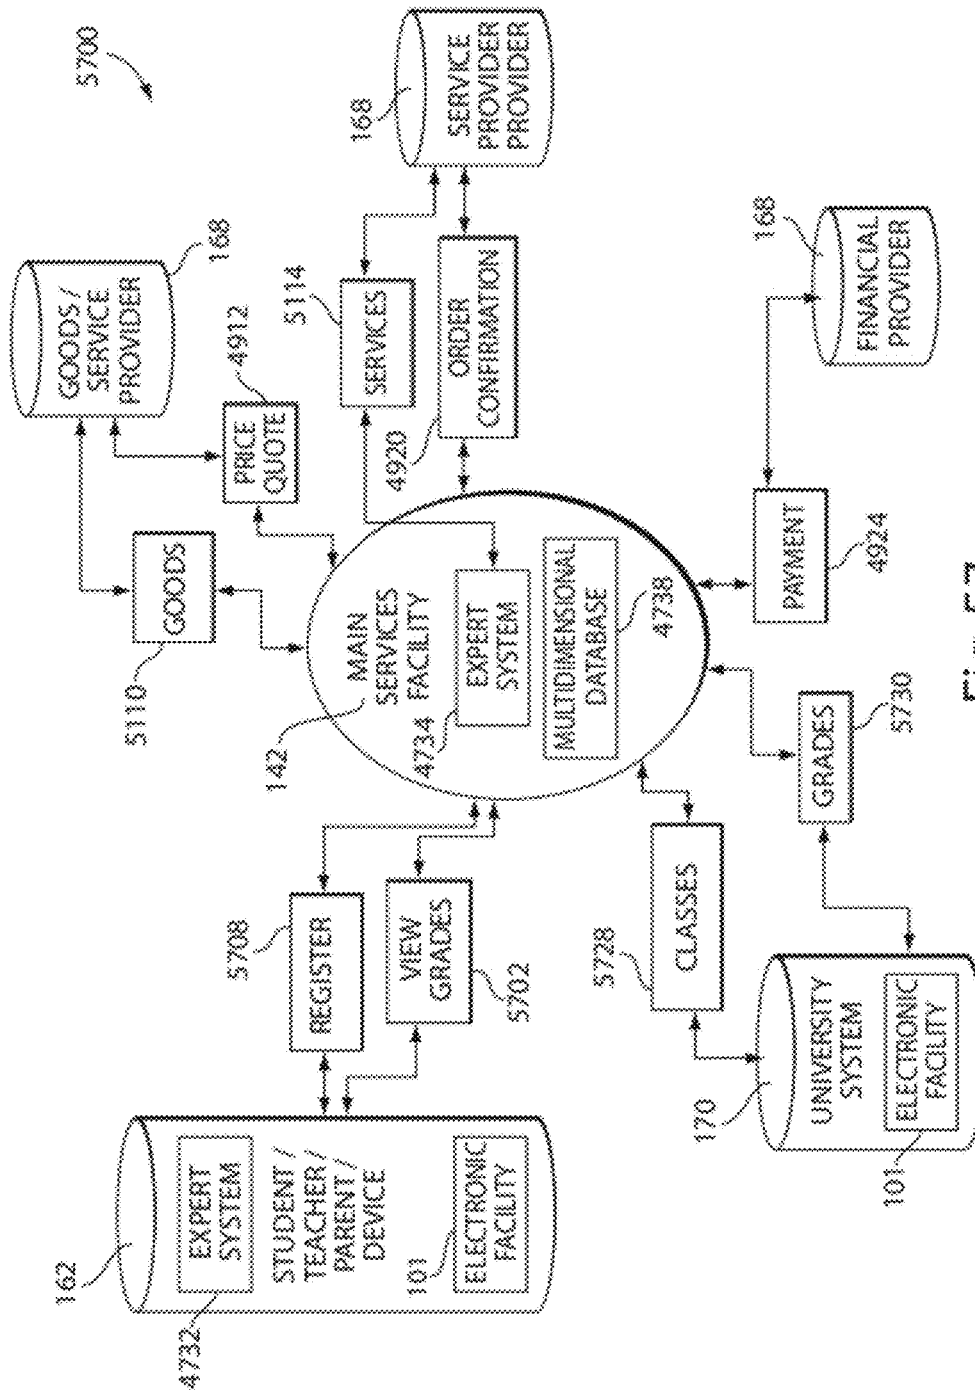 5700
162
EXPERT
SYSTEM
4732
STUDENT /
TEACHER /
PARENT /
DEVICE
101
ELECTRONIC
FACILITY
5708
REGISTER
VIEW
GRADES
5702
5110
GOODS
GOODS /
SERVICE
PROVIDER
168
PRICE
QUOTE
4912
5114
SERVICES
168
SERVICE
PROVIDER
PROVIDER
4920
ORDER
CONFIRMATION
142
MAIN
SERVICES
FACILITY
4734
EXPERT
SYSTEM
MULTIDIMENSIONAL
DATABASE
4738
5728
CLASSES
170
UNIVERSITY
SYSTEM
101
ELECTRONIC
FACILITY
GRADES
5730
PAYMENT
4924
168
FINANCIAL
PROVIDER